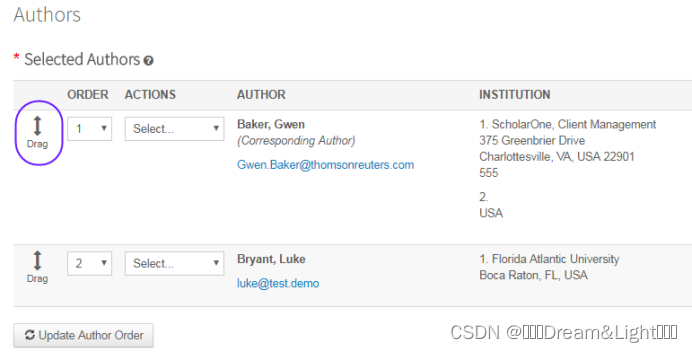 Authors
* Selected Authors
ORDER ACTIONS AUTHOR INSTITUTION
Drag 1 Select... Baker, Gwen 1. ScholarOne, Client Management
(Corresponding Author) 375 Greenbrier Drive
Gwen.Baker@thomsonreuters.com Charlottesville, VA, USA 22901
555
2.
USA
Drag 2 Select... Bryant, Luke 1. Florida Atlantic University
luke@test.demo Boca Raton, FL, USA
Update Author Order
CSDN @□□□Dream&Light□□□